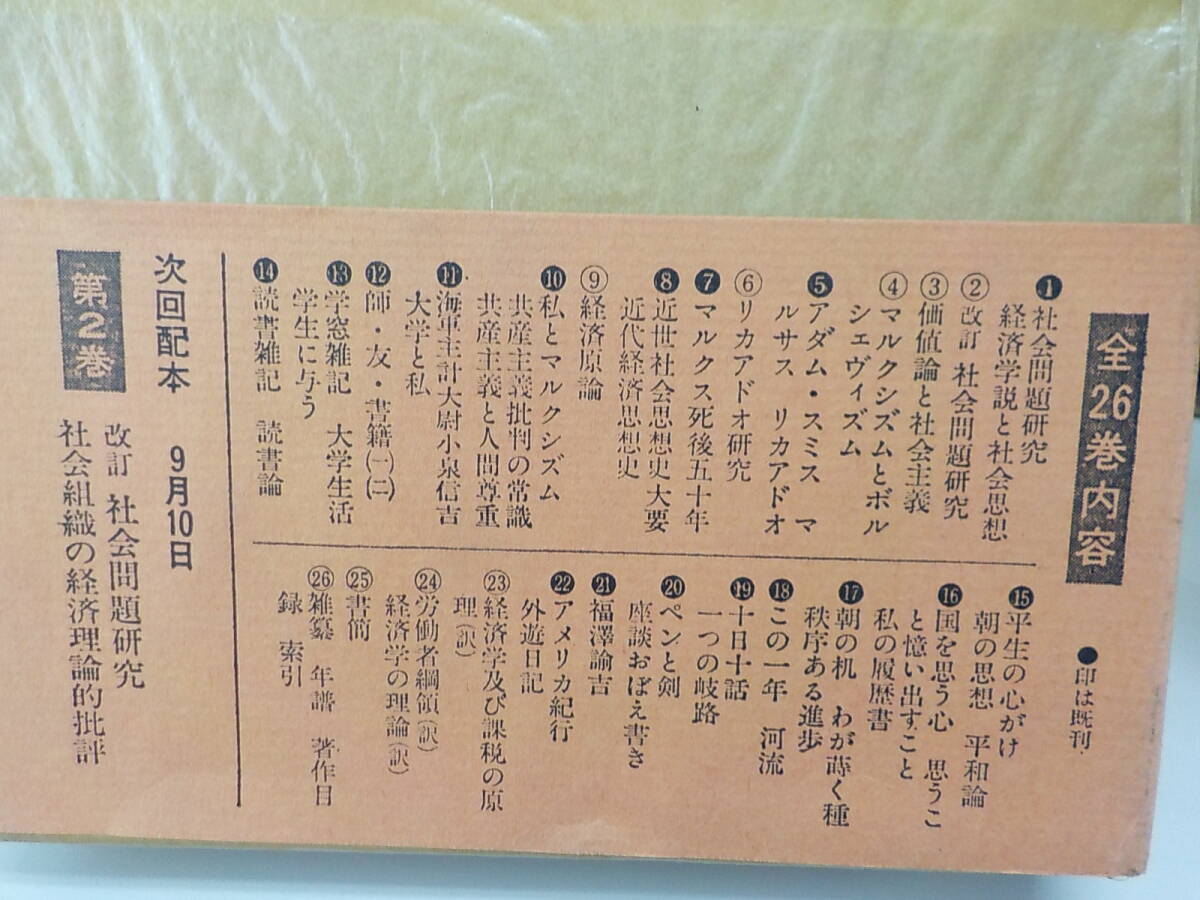 全26巻内容
●印は既刊
❶社会問題研究
経済学説と社会思想
②改訂 社会問題研究
③価値論と社会主義
④マルクシズムとボル
シェヴィズム
❺アダム・スミス マ
ルサス リカアドオ
⑥リカアドオ研究
❼マルクス死後五十年
❽近世社会思想史大要
近代経済思想史
⑨経済原論
❿私とマルクシズム
共産主義批判の常識
共産主義と人間尊重
⓫海軍主計大尉小泉信吉
大学と私
⓬師・友・書籍(一)(二)
⓭学窓雑記 大学生活
学生に与う
⓮読書雑記 読書論
⓯平生の心がけ
朝の思想 平和論
⓰国を思う心 思うこ
と憶い出すこと
私の履歴書
⓱朝の机 わが蒔く種
秩序ある進歩
⓲この一年 河流
⓳十日十話
一つの岐路
⓴ペンと剣
座談おぼえ書き
㉑福澤諭吉
㉒アメリカ紀行
外遊日記
㉓経済学及び課税の原
理(訳)
㉔労働者綱領(訳)
経済学の理論(訳)
㉕書簡
㉖雑纂 年譜 著作目
録 索引
次回配本 9月10日
第2巻
改訂 社会問題研究
社会組織の経済理論的批評